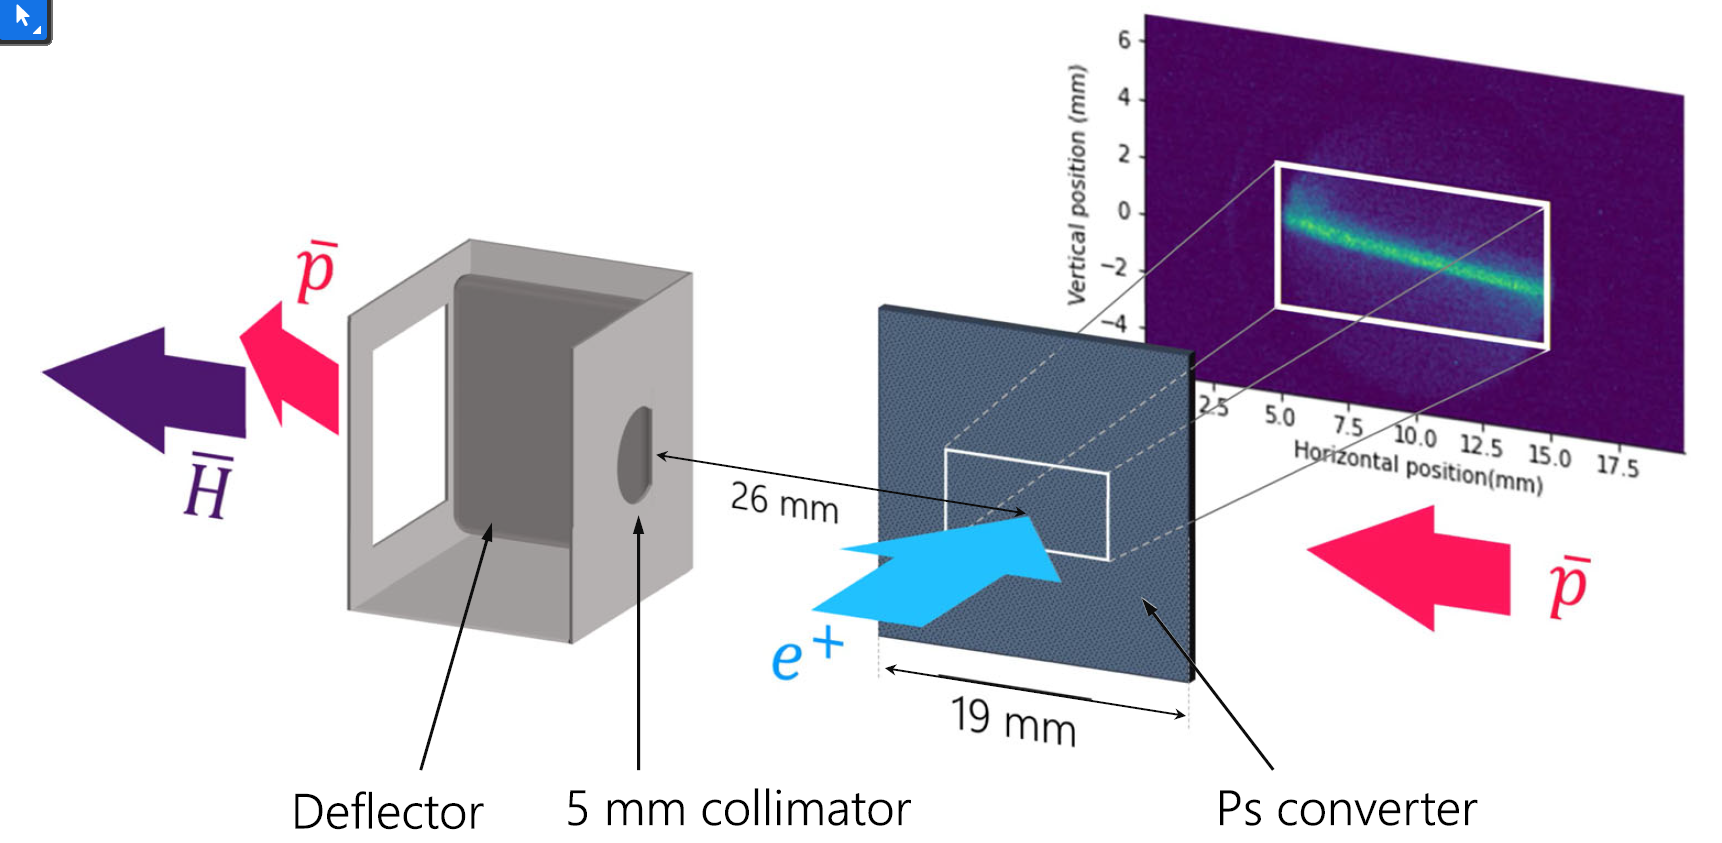 6
4
2
0
−2
−4
Vertical position (mm)
2.5
5.0
7.5
10.0
12.5
15.0
17.5
Horizontal position(mm)
p̄
H̄
26 mm
e⁺
p̄
19 mm
Deflector
5 mm collimator
Ps converter